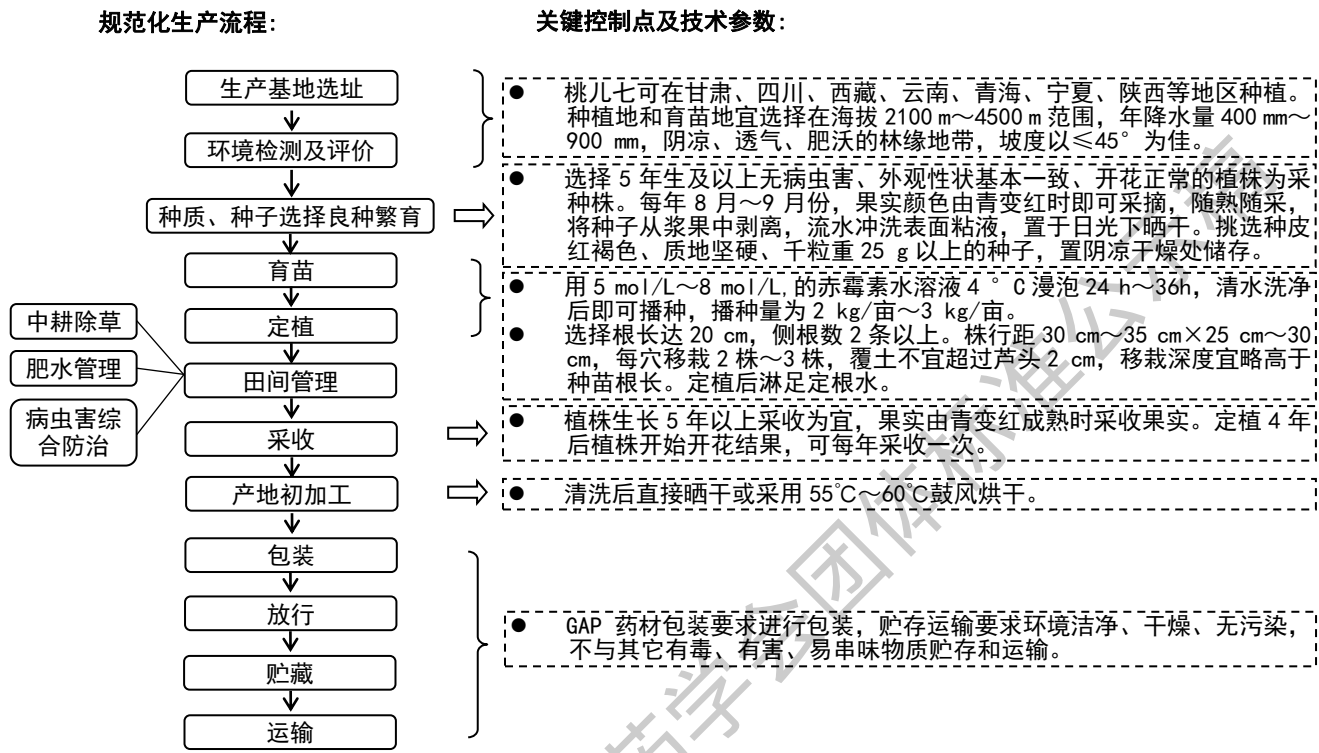 规范化生产流程：
关键控制点及技术参数：
生产基地选址
环境检测及评价
种质、种子选择良种繁育
育苗
定植
田间管理
中耕除草
肥水管理
病虫害综
合防治
采收
产地初加工
包装
放行
贮藏
运输
● 桃儿七可在甘肃、四川、西藏、云南、青海、宁夏、陕西等地区种植。
种植地和育苗地宜选择在海拔 2100 m～4500 m 范围，年降水量 400 mm～
900 mm，阴凉、透气、肥沃的林缘地带，坡度以≤45°为佳。
● 选择 5 年生及以上无病虫害、外观性状基本一致、开花正常的植株为采
种株。每年 8 月～9 月份，果实颜色由青变红时即可采摘，随熟随采，
将种子从浆果中剥离，流水冲洗表面粘液，置于日光下晒干。挑选种皮
红褐色、质地坚硬、千粒重 25 g 以上的种子，置阴凉干燥处储存。
● 用 5 mol/L～8 mol/L,的赤霉素水溶液 4 °C 浸泡 24 h～36h，清水洗净
后即可播种，播种量为 2 kg/亩～3 kg/亩。
● 选择根长达 20 cm，侧根数 2 条以上。株行距 30 cm～35 cm×25 cm～30
cm，每穴移栽 2 株～3 株，覆土不宜超过芦头 2 cm，移栽深度宜略高于
种苗根长。定植后淋足定根水。
● 植株生长 5 年以上采收为宜，果实由青变红成熟时采收果实。定植 4 年
后植株开始开花结果，可每年采收一次。
● 清洗后直接晒干或采用 55℃～60℃鼓风烘干。
● GAP 药材包装要求进行包装，贮存运输要求环境洁净、干燥、无污染，
不与其它有毒、有害、易串味物质贮存和运输。
药学会团体标准公示稿